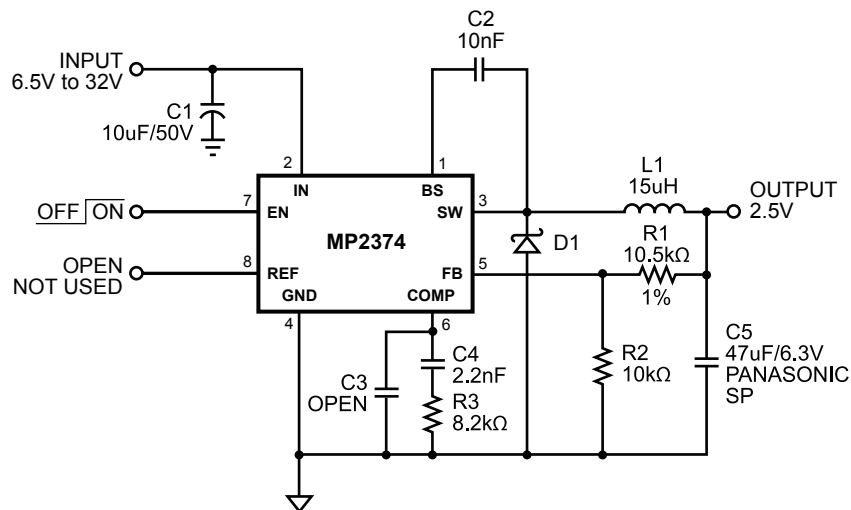 C2
10nF
INPUT
6.5V to 32V
C1
10uF/50V
2
1
IN
BS
L1
15uH
OUTPUT
2.5V
7
3
SW
OFF ON
EN
MP2374
D1
R1
10.5kΩ
1%
OPEN
NOT USED
8
REF
FB
5
GND
COMP
4
6
C3
OPEN
C4
2.2nF
R3
8.2kΩ
R2
10kΩ
C5
47uF/6.3V
PANASONIC
SP